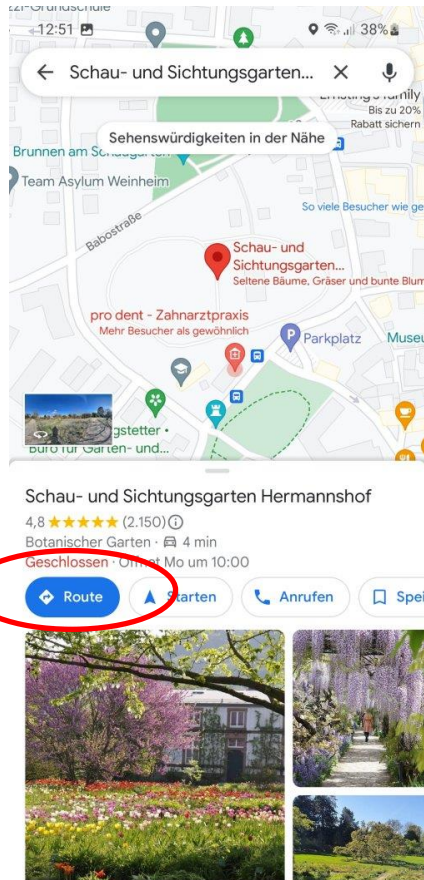 12:51
38%
Schau- und Sichtungsgarten...
Bis zu 20%
Rabatt sichern
Sehenswürdigkeiten in der Nähe
Brunnen am
Team Asylum Weinheim
So viele Besucher wie ge
Babostraße
Schau- und
Sichtungsgarten...
Seltene Bäume, Gräser und bunte Blum
pro dent - Zahnarztpraxis
Mehr Besucher als gewöhnlich
P
Parkplatz
Museu
gstetter •
Büro für Garten- und...
Schau- und Sichtungsgarten Hermannshof
4,8 ★★★★★ (2.150)
Botanischer Garten · 4 min
Geschlossen · Öffnet Mo um 10:00
Route
Starten
Anrufen
Spei